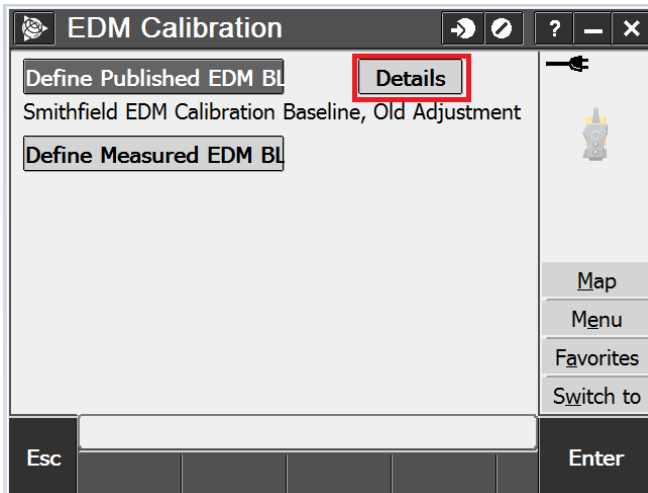 EDM Calibration
? — ×
Define Published EDM BL Details
Smithfield EDM Calibration Baseline, Old Adjustment
Define Measured EDM BL
Map
Menu
Favorites
Switch to
Esc
Enter